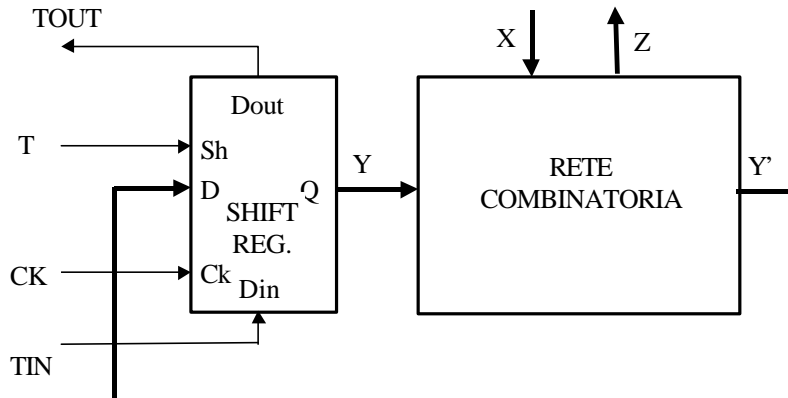 TOUT
X
Z
Dout
T
Sh
Y
RETE
COMBINATORIA
Y'
D
Q
SHIFT
REG.
CK
Ck
Din
TIN